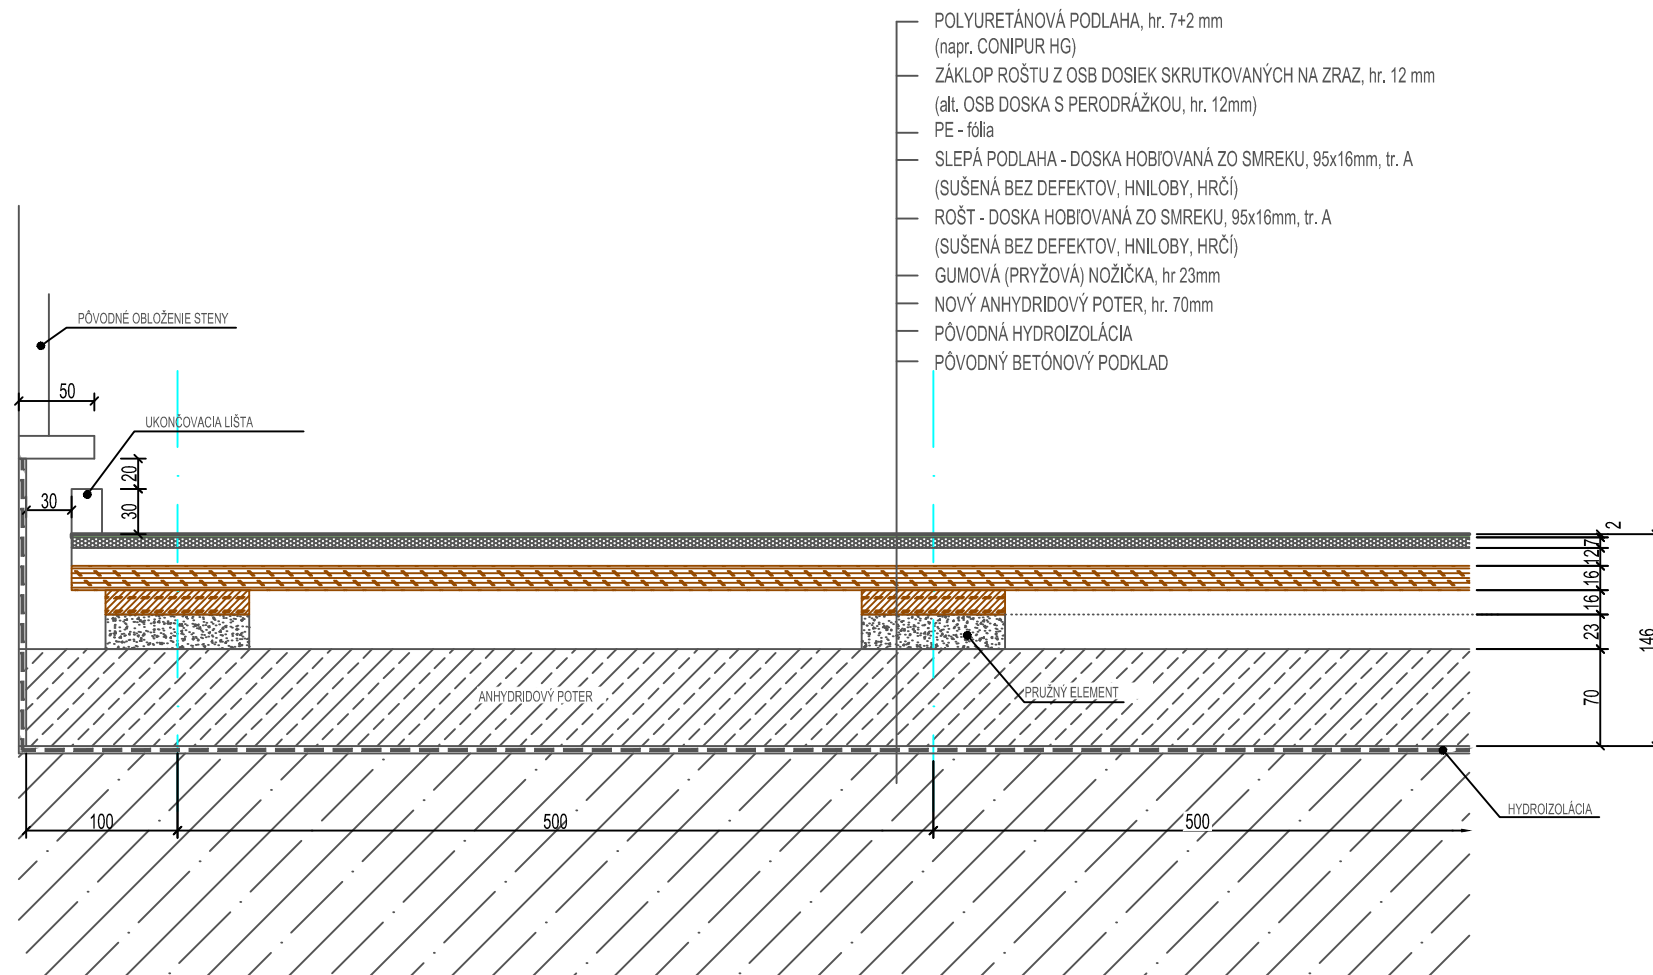 POLYURETÁNOVÁ PODLAHA, hr. 7+2 mm
(napr. CONIPUR HG)
ZÁKLOP ROŠTU Z OSB DOSIEK SKRUTKOVANÝCH NA ZRAZ, hr. 12 mm
(alt. OSB DOSKA S PERODRÁŽKOU, hr. 12mm)
PE - fólia
SLEPÁ PODLAHA - DOSKA HOBĽOVANÁ ZO SMREKU, 95x16mm, tr. A
(SUŠENÁ BEZ DEFEKTOV, HNILOBY, HRČÍ)
ROŠT - DOSKA HOBĽOVANÁ ZO SMREKU, 95x16mm, tr. A
(SUŠENÁ BEZ DEFEKTOV, HNILOBY, HRČÍ)
GUMOVÁ (PRYŽOVÁ) NOŽIČKA, hr 23mm
NOVÝ ANHYDRIDOVÝ POTER, hr. 70mm
PÔVODNÁ HYDROIZOLÁCIA
PÔVODNÝ BETÓNOVÝ PODKLAD
PÔVODNÉ OBLOŽENIE STENY
50
UKONČOVACIA LIŠTA
20
30
30
2
7
12
16
16
23
146
70
ANHYDRIDOVÝ POTER
PRUŽNÝ ELEMENT
HYDROIZOLÁCIA
100
500
500